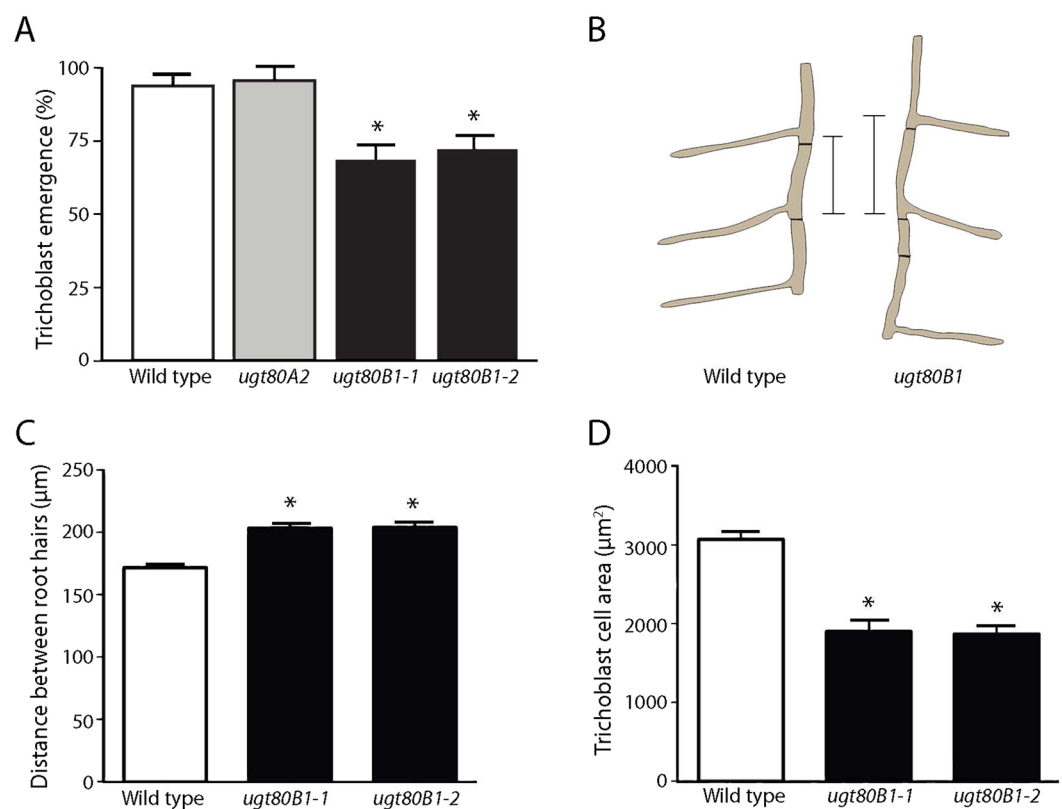 A
Trichoblast emergence (%)
100
75
50
25
0
*
*
Wild type
ugt80A2
ugt80B1-1
ugt80B1-2
B
Wild type
ugt80B1
C
Distance between root hairs (µm)
250
200
150
100
50
0
*
*
Wild type
ugt80B1-1
ugt80B1-2
D
Trichoblast cell area (µm²)
4000
3000
2000
1000
0
*
*
Wild type
ugt80B1-1
ugt80B1-2